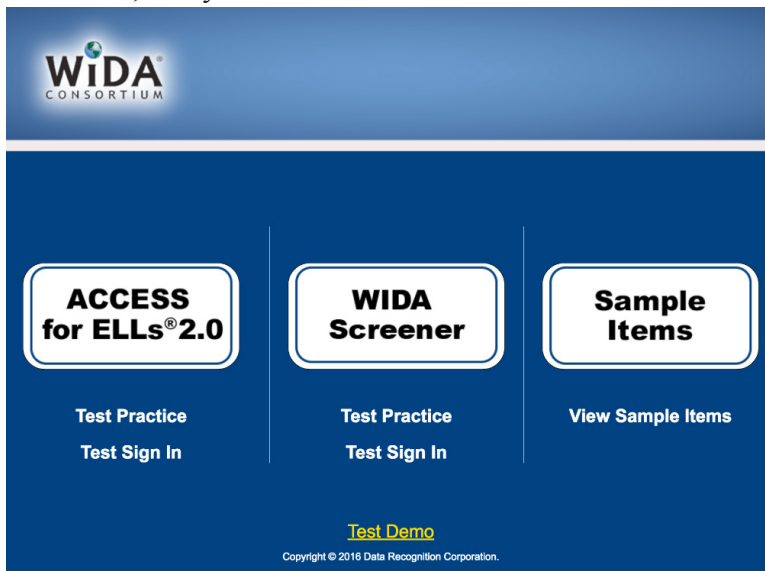 WIDA
CONSORTIUM
ACCESS
for ELLs®2.0
WIDA
Screener
Sample
Items
Test Practice
Test Sign In
Test Practice
Test Sign In
View Sample Items
Test Demo
Copyright © 2016 Data Recognition Corporation.